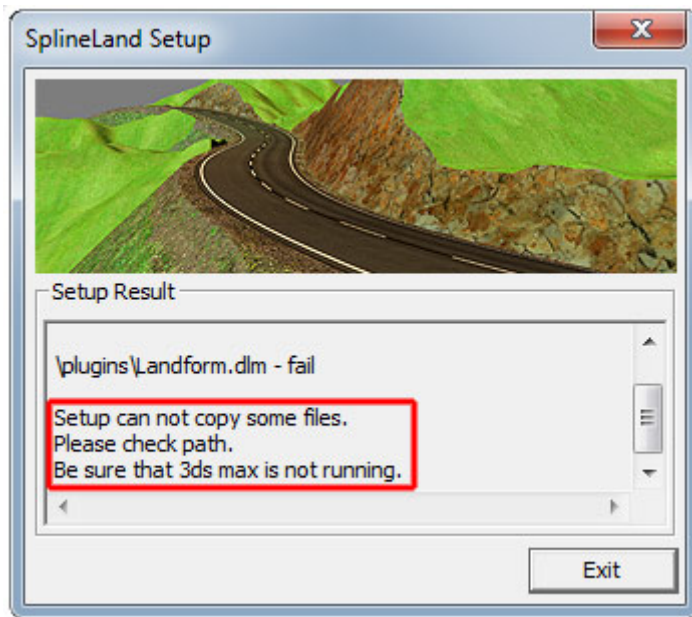 SplineLand Setup
Setup Result
\plugins\Landform.dlm - fail
Setup can not copy some files.
Please check path.
Be sure that 3ds max is not running.
Exit